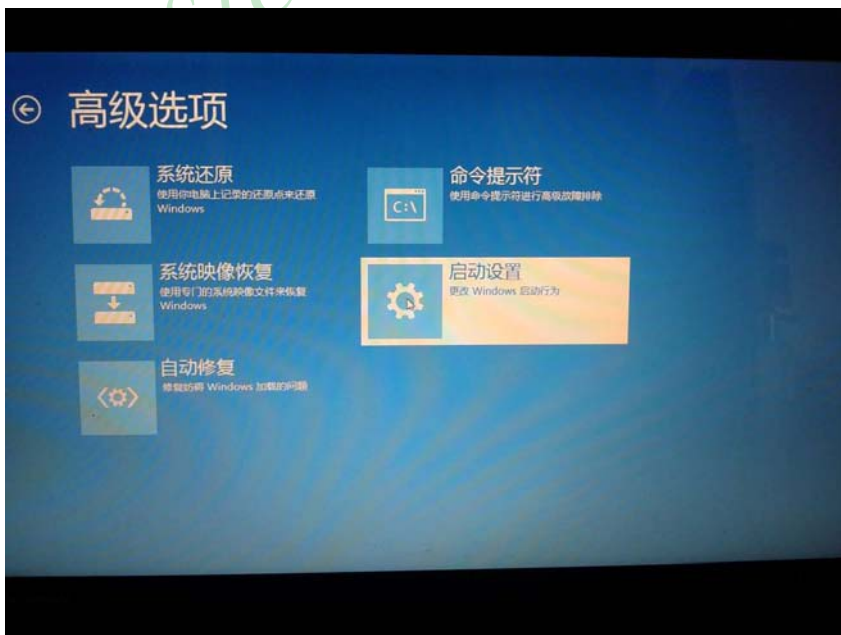 高级选项
系统还原
使用你电脑上记录的还原点来还原
Windows
命令提示符
使用命令提示符进行高级故障排除
C:\
系统映像恢复
使用专门的系统映像文件来恢复
Windows
启动设置
更改 Windows 启动行为
自动修复
修复妨碍 Windows 加载的问题